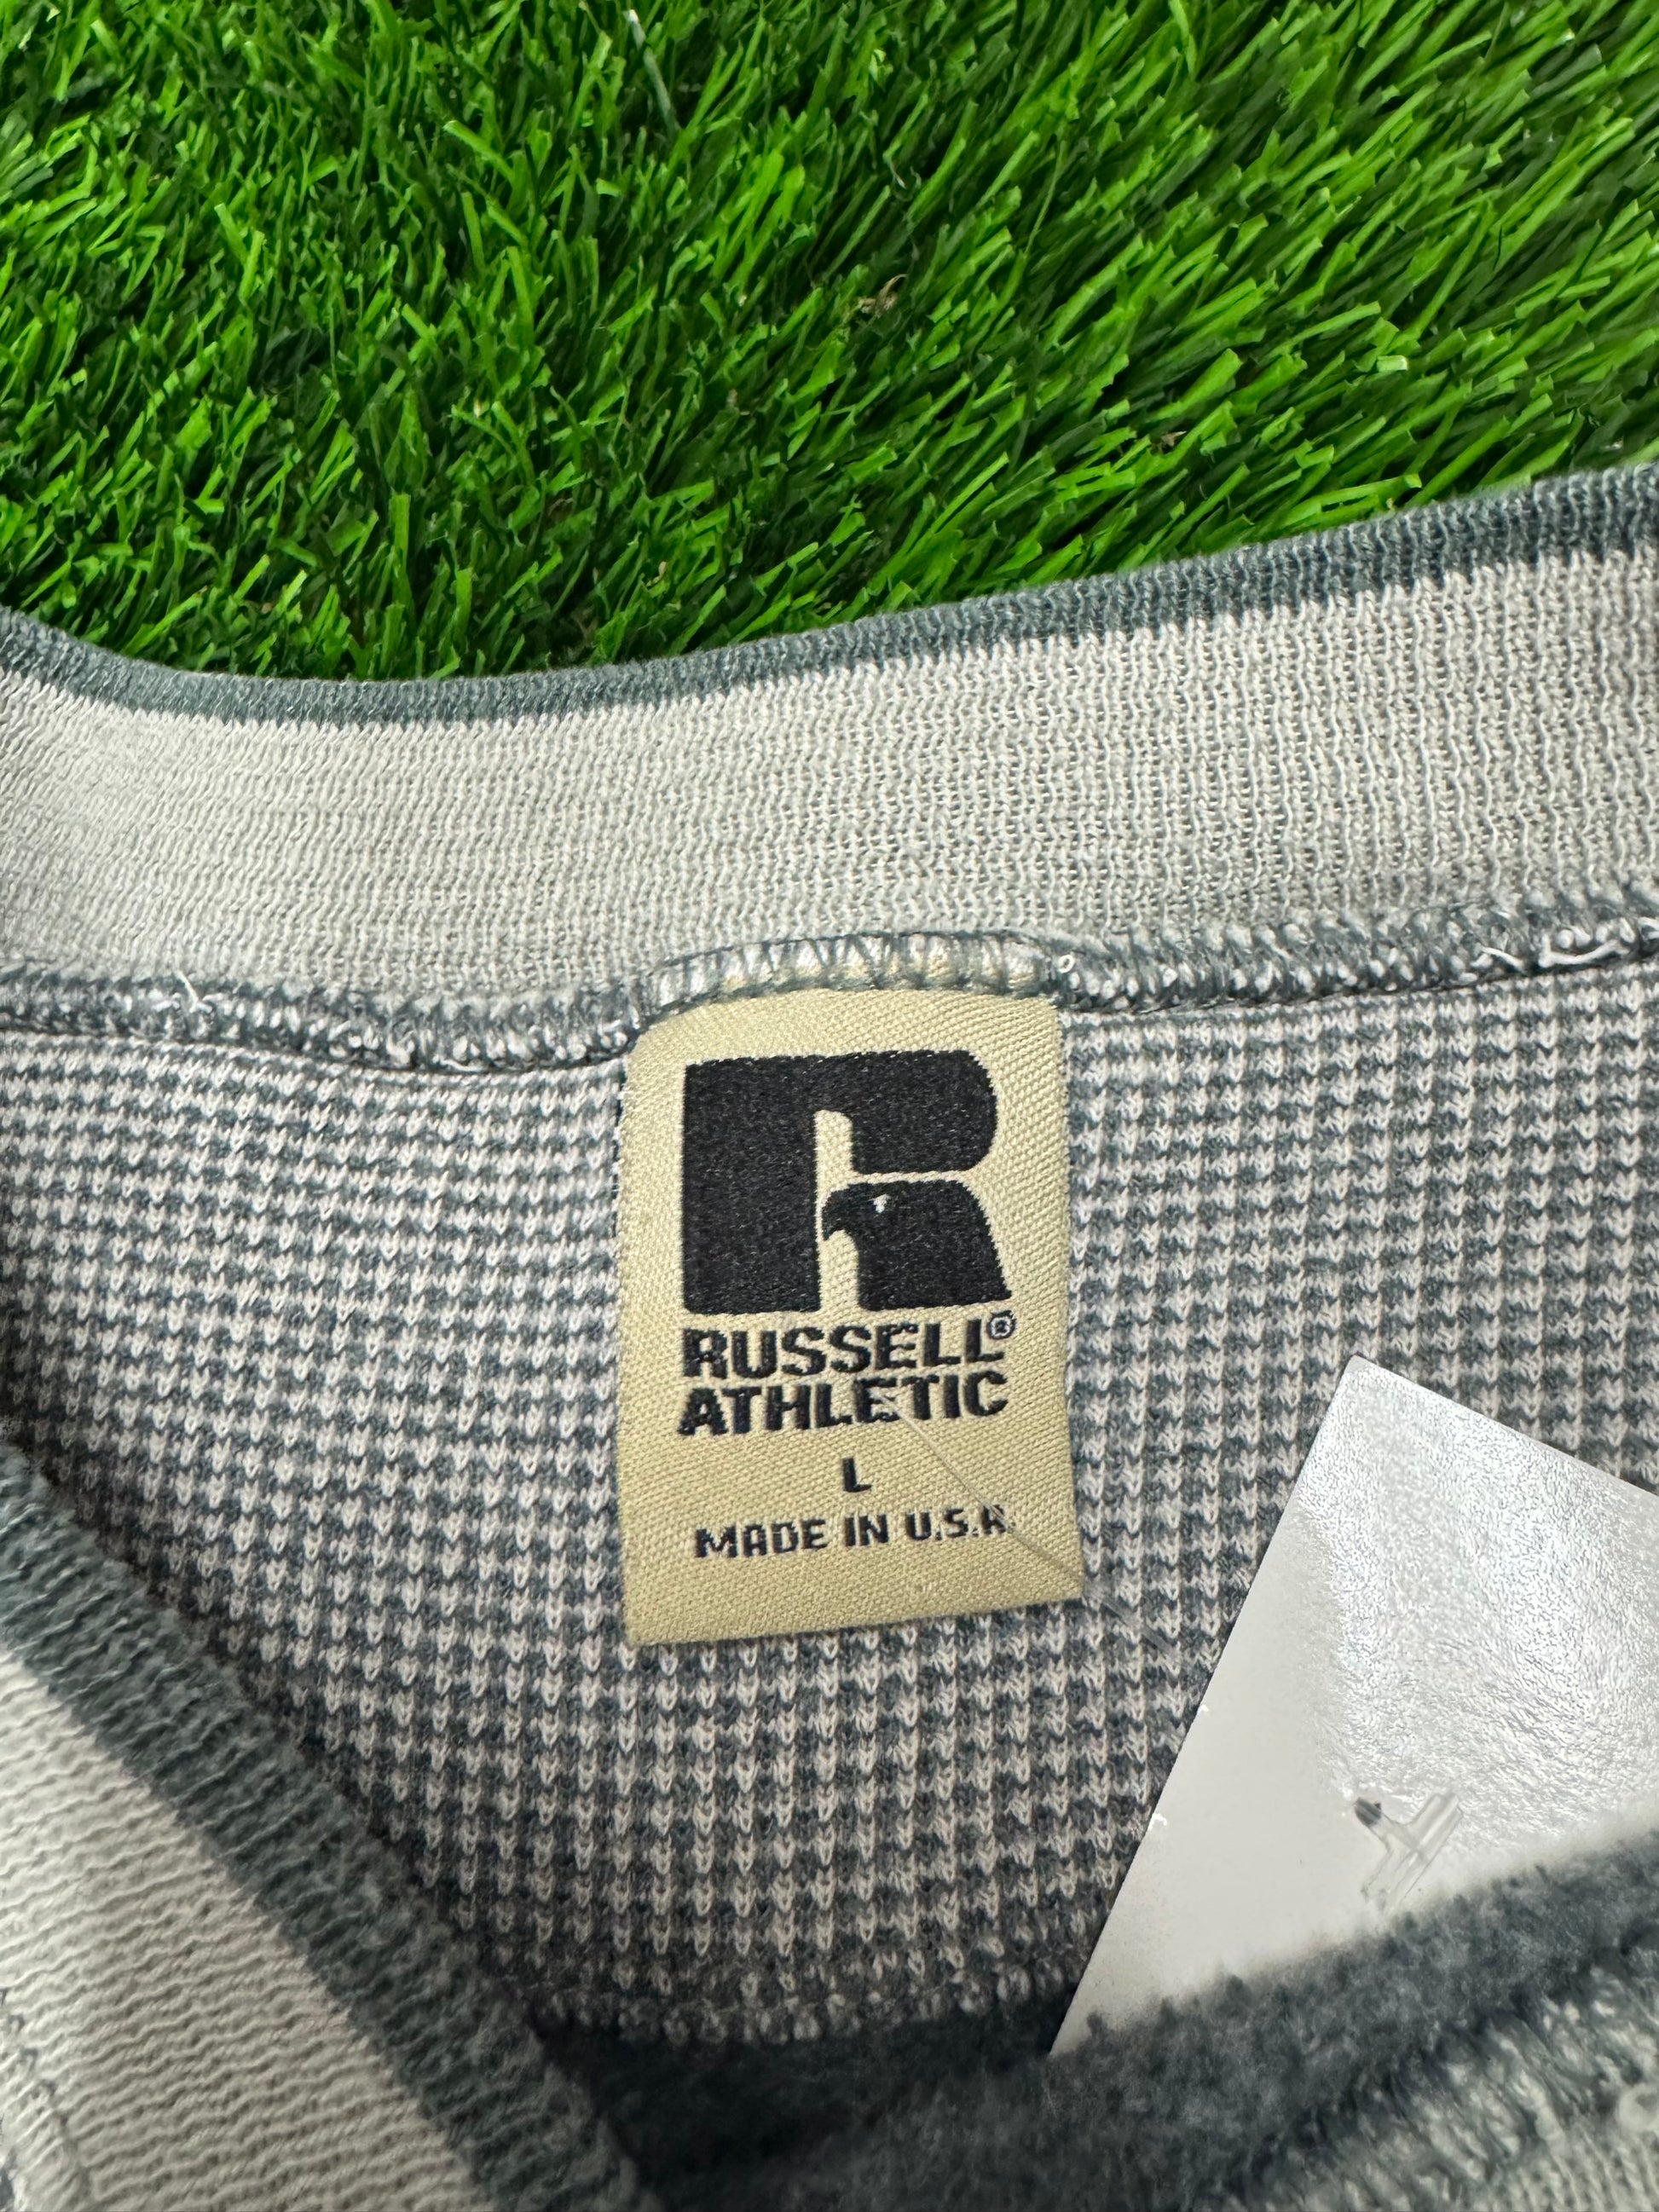 R
RUSSELL®
ATHLETIC
L
MADE IN U.S.A.